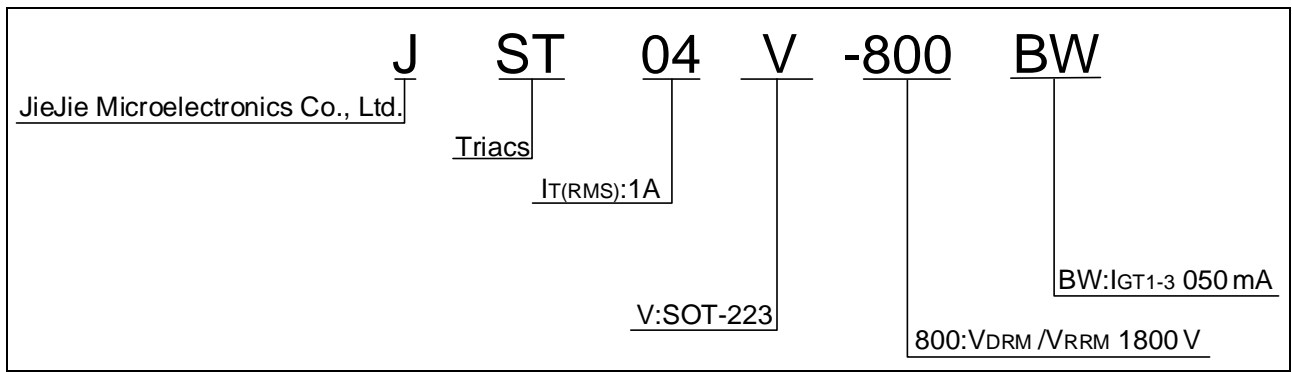 J ST 04 V -800 BW
JieJie Microelectronics Co., Ltd.
Triacs
IT(RMS):1A
BW:IGT1-3 050 mA
V:SOT-223
800:VDRM /VRRM 1800 V